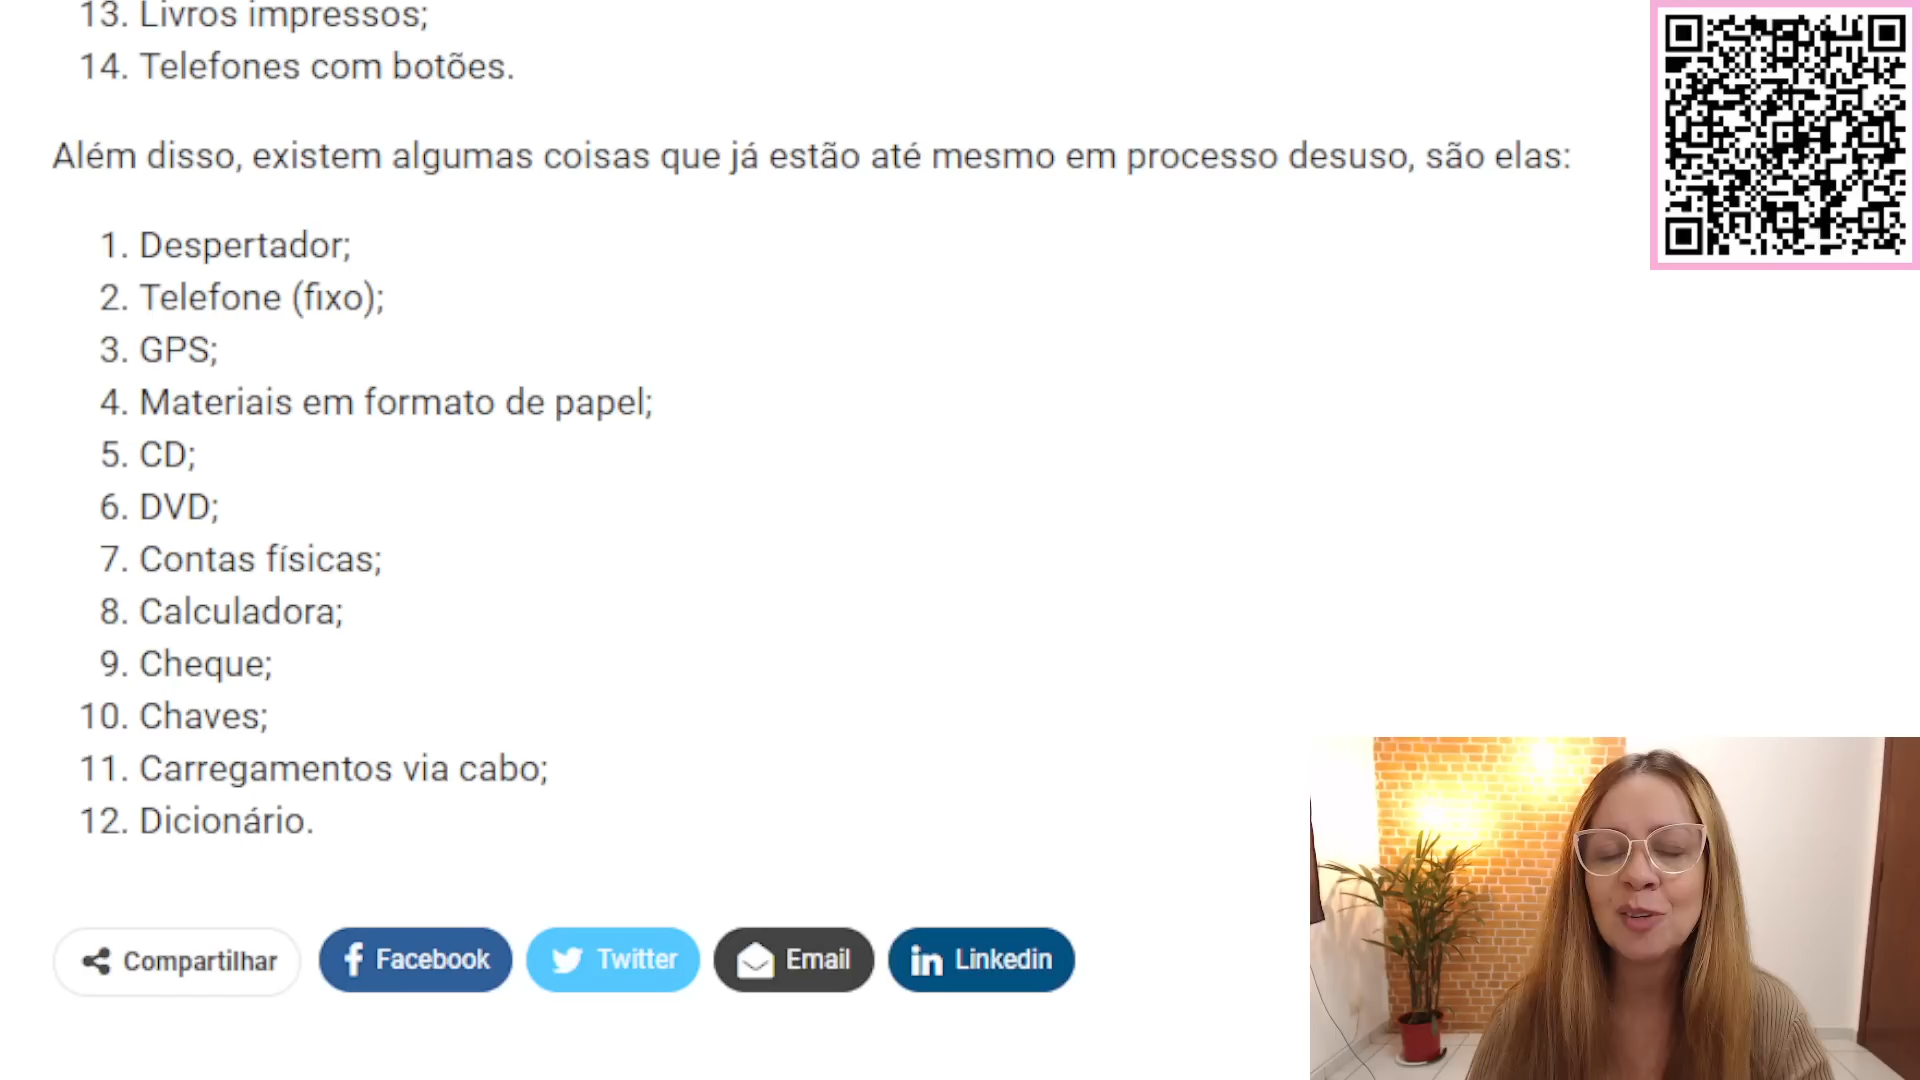 13. Livros impressos;
14. Telefones com botões.
Além disso, existem algumas coisas que já estão até mesmo em processo desuso, são elas:
1. Despertador;
2. Telefone (fixo);
3. GPS;
4. Materiais em formato de papel;
5. CD;
6. DVD;
7. Contas físicas;
8. Calculadora;
9. Cheque;
10. Chaves;
11. Carregamentos via cabo;
12. Dicionário.
Compartilhar Facebook Twitter Email Linkedin